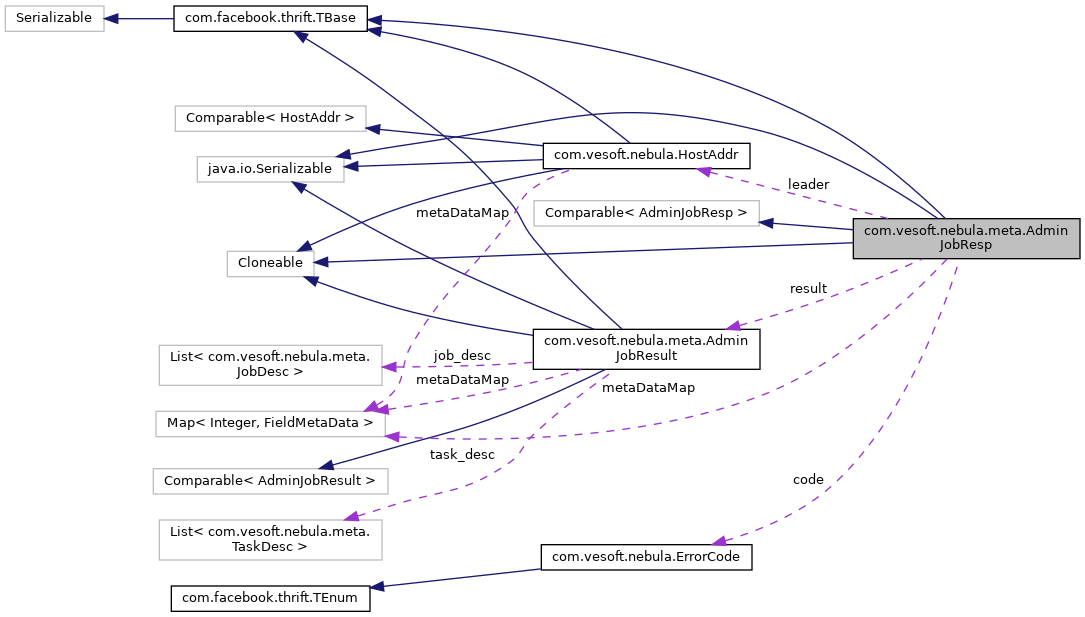 Serializable
com.facebook.thrift.TBase
Comparable< HostAddr >
com.vesoft.nebula.HostAddr
java.io.Serializable
leader
metaDataMap
Comparable< AdminJobResp >
com.vesoft.nebula.meta.Admin
JobResp
Cloneable
result
com.vesoft.nebula.meta.Admin
JobResult
List< com.vesoft.nebula.meta.
JobDesc >
job_desc
metaDataMap
metaDataMap
Map< Integer, FieldMetaData >
task_desc
Comparable< AdminJobResult >
code
List< com.vesoft.nebula.meta.
TaskDesc >
com.vesoft.nebula.ErrorCode
com.facebook.thrift.TEnum